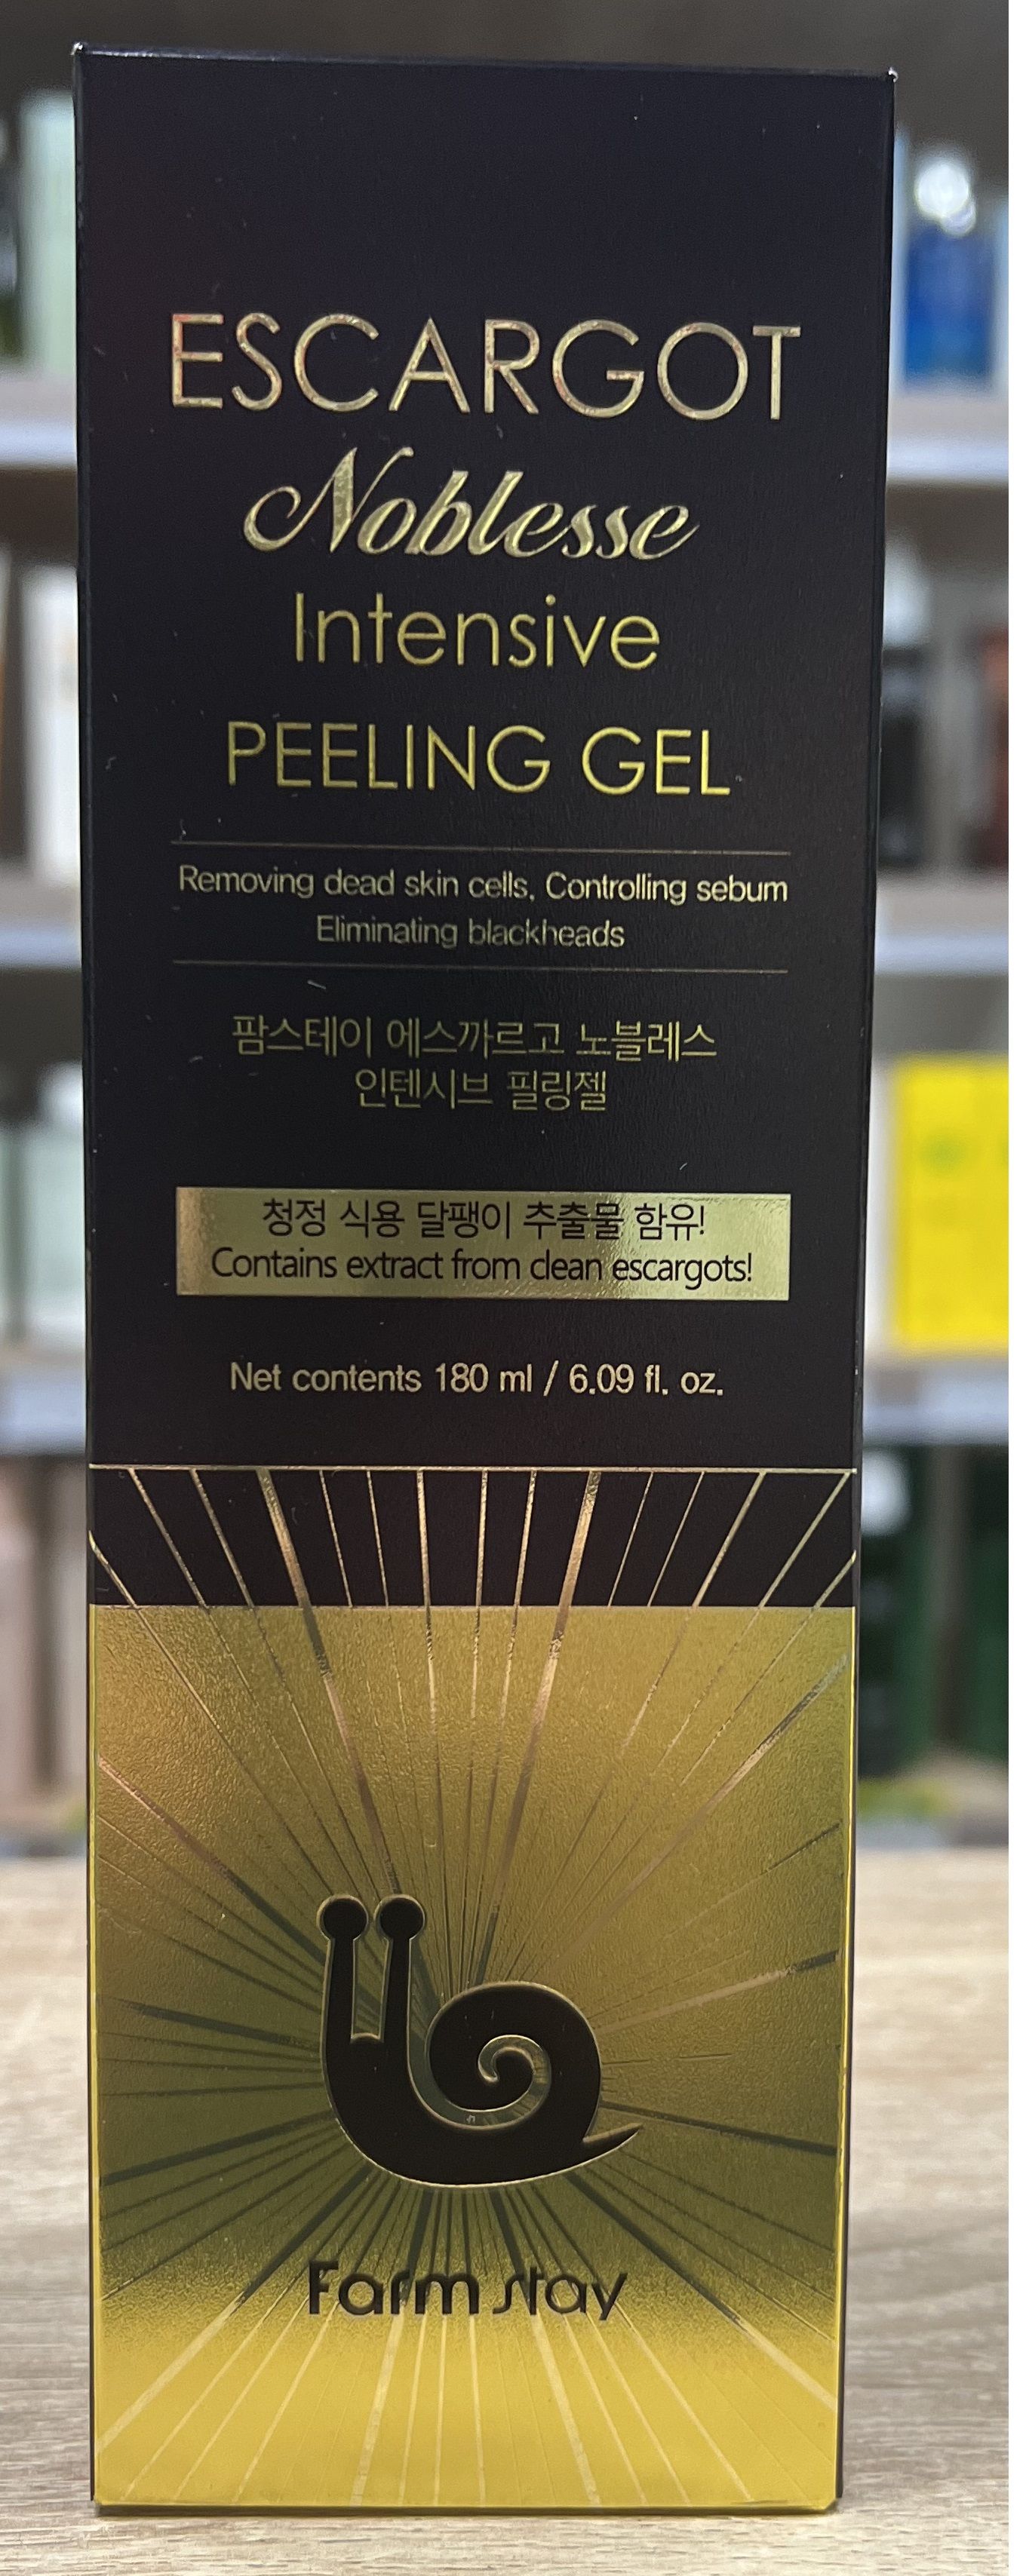 ESCARGOT
Noblesse
Intensive
PEELING GEL
Removing dead skin cells, Controlling sebum
Eliminating blackheads
팜스테이 에스까르고 노블레스
인텐시브 필링젤
청정 식용 달팽이 추출물 함유!
Contains extract from clean escargots!
Net contents 180 ml / 6.09 fl. oz.
Farm stay